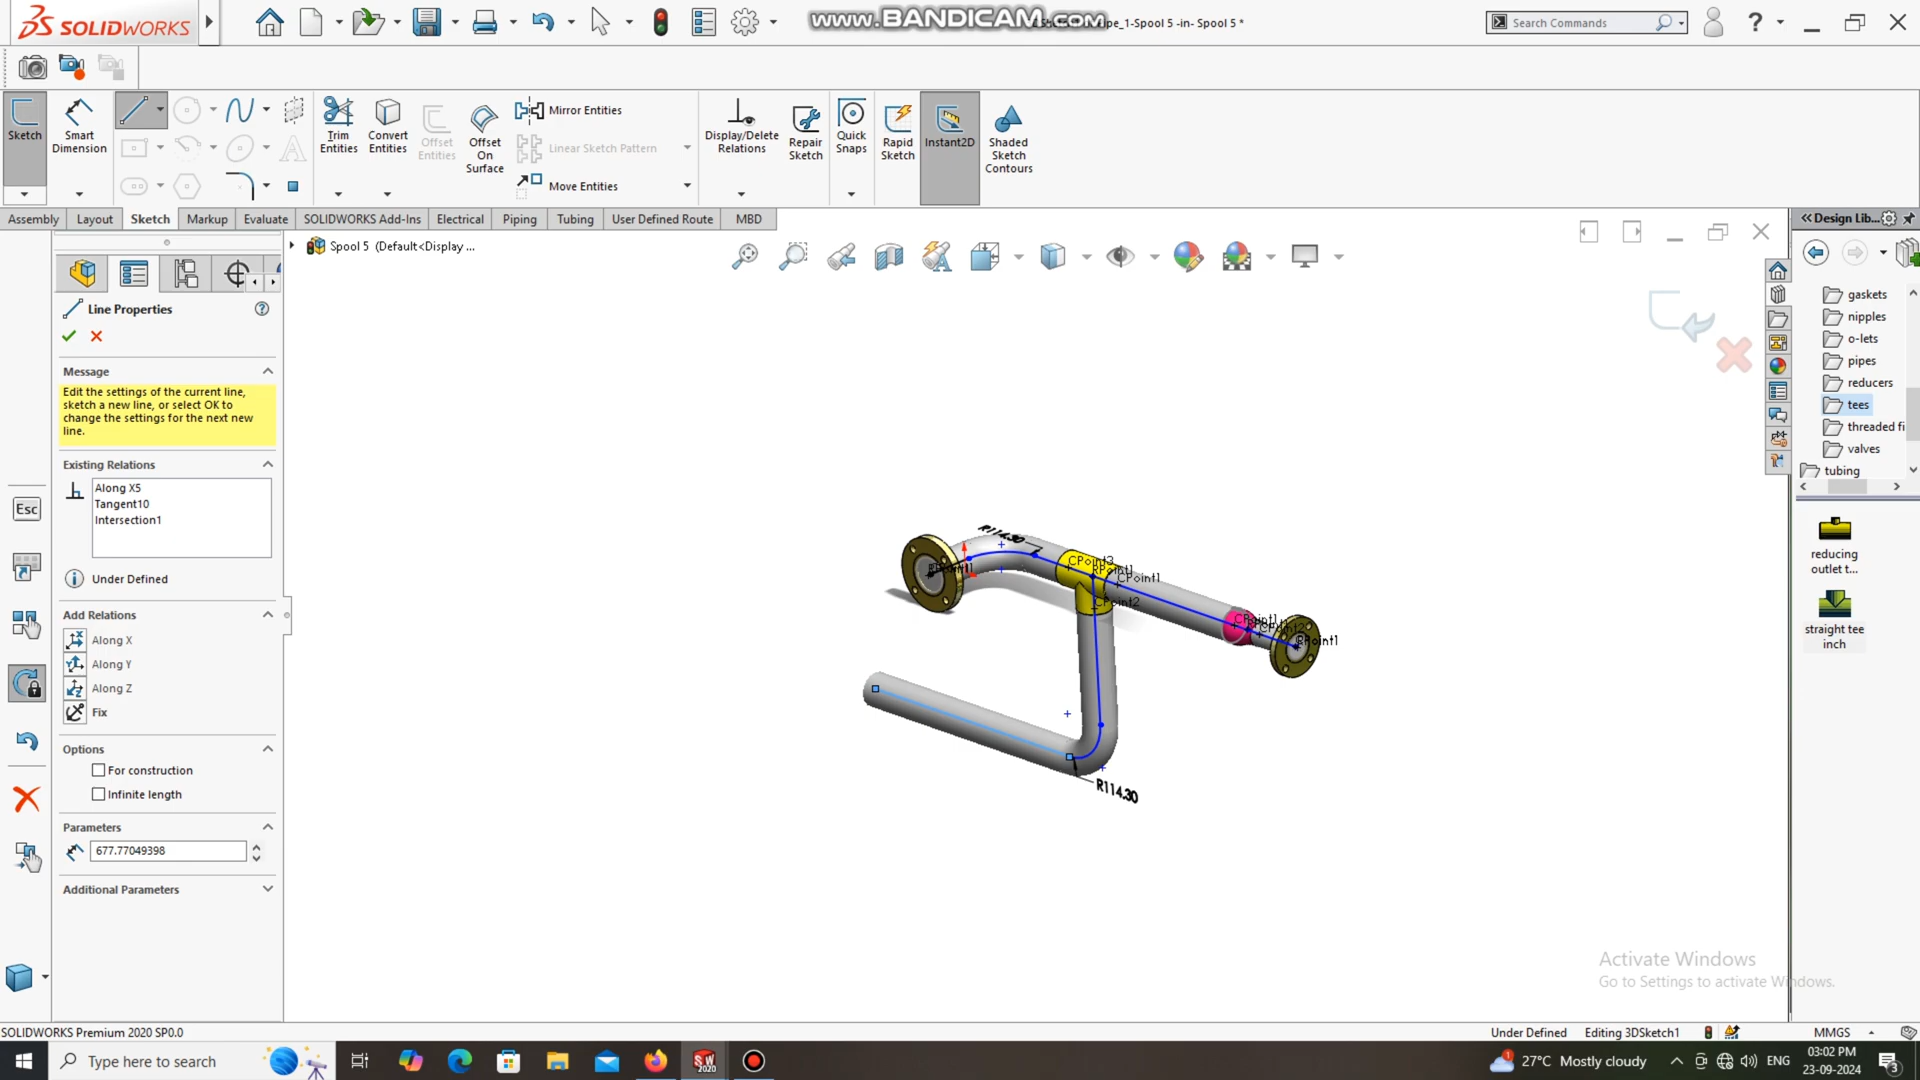 SOLIDWORKS
www.BANDICAM.com
pe_1-Spool 5 -in- Spool 5 *
Search Commands
Sketch
Smart
Dimension
Trim
Entities
Convert
Entities
Offset
Entities
Offset
On
Surface
Mirror Entities
Linear Sketch Pattern
Move Entities
Display/Delete
Relations
Repair
Sketch
Quick
Snaps
Rapid
Sketch
Instant2D
Shaded
Sketch
Contours
Assembly
Layout
Sketch
Markup
Evaluate
SOLIDWORKS Add-Ins
Electrical
Piping
Tubing
User Defined Route
MBD
Spool 5 (Default<Display ...
Line Properties
Message
Edit the settings of the current line,
sketch a new line, or select OK to
change the settings for the next new
line.
Existing Relations
Along X5
Tangent10
Intersection1
Under Defined
Add Relations
Along X
Along Y
Along Z
Fix
Options
For construction
Infinite length
Parameters
677.77049398
Additional Parameters
Esc
R114.30
CPoint3
RPoint1
CPoint1
CPoint2
CPoint1
RPoint1
R114.30
Design Lib...
gaskets
nipples
o-lets
pipes
reducers
tees
threaded fi
valves
tubing
reducing
outlet t...
straight tee
inch
Activate Windows
Go to Settings to activate Windows.
SOLIDWORKS Premium 2020 SP0.0
Under Defined
Editing 3DSketch1
MMGS
Type here to search
27°C Mostly cloudy
ENG
03:02 PM
23-09-2024